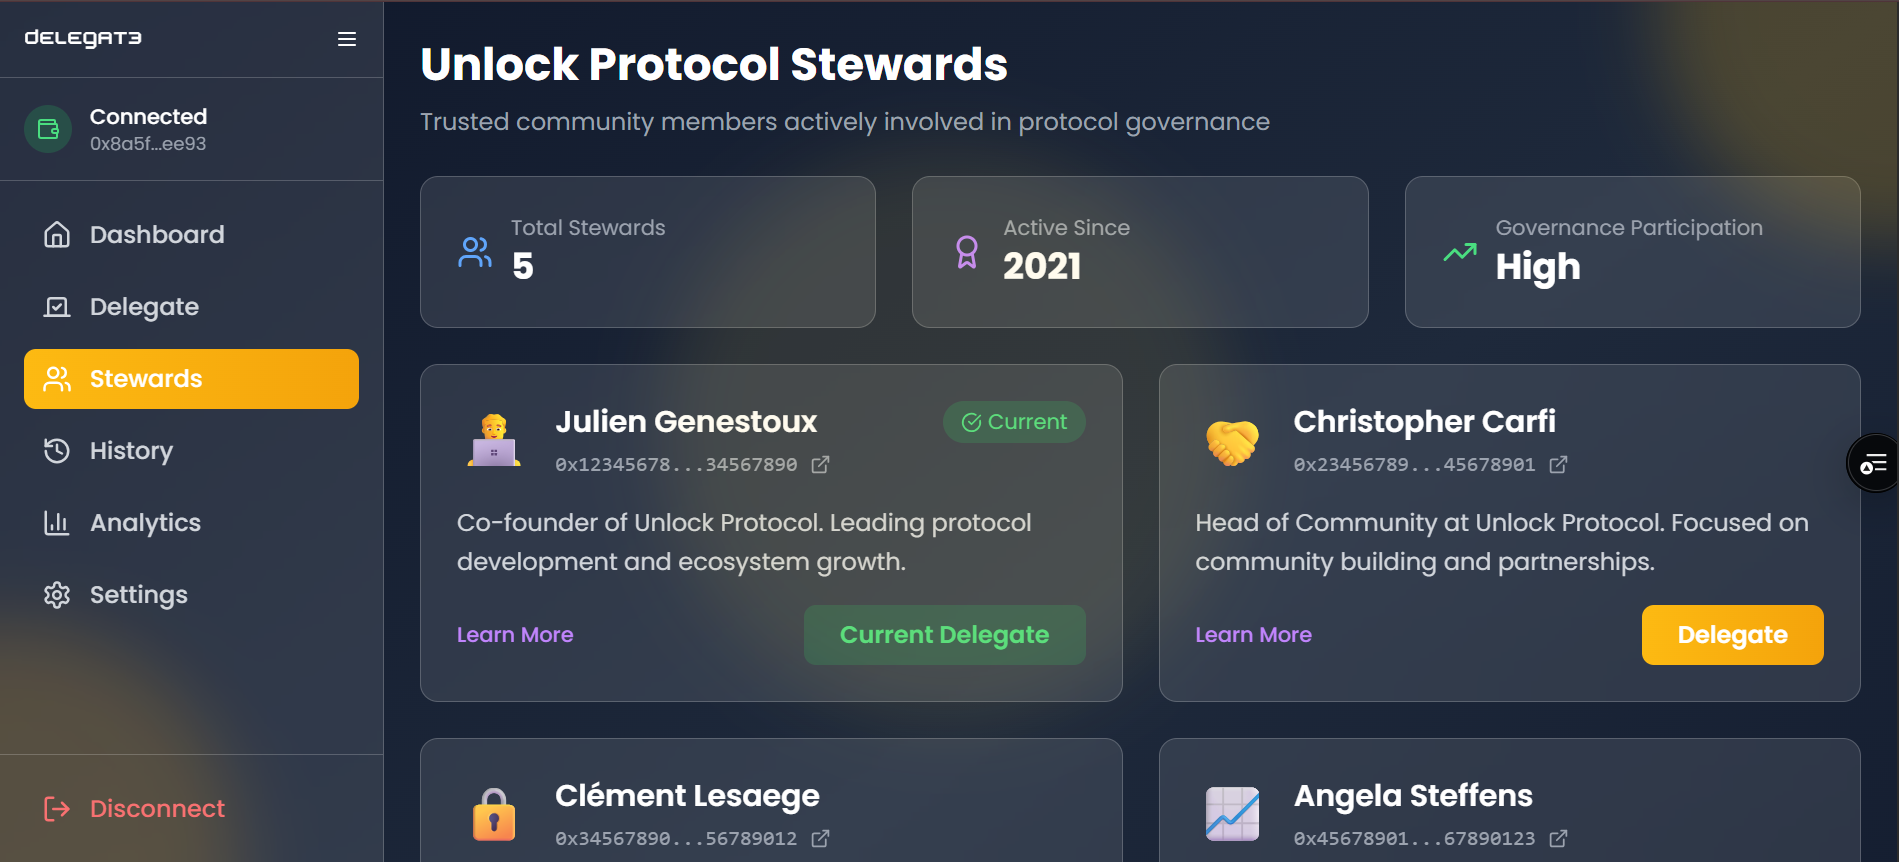 DELEGAT3
Connected
0x8a5f...ee93
Dashboard
Delegate
Stewards
History
Analytics
Settings
Disconnect
Unlock Protocol Stewards
Trusted community members actively involved in protocol governance
Total Stewards
5
Active Since
2021
Governance Participation
High
Julien Genestoux
Current
0x12345678...34567890
Co-founder of Unlock Protocol. Leading protocol
development and ecosystem growth.
Learn More
Current Delegate
Christopher Carfi
0x23456789...45678901
Head of Community at Unlock Protocol. Focused on
community building and partnerships.
Learn More
Delegate
Clément Lesaege
0x34567890...56789012
Angela Steffens
0x45678901...67890123